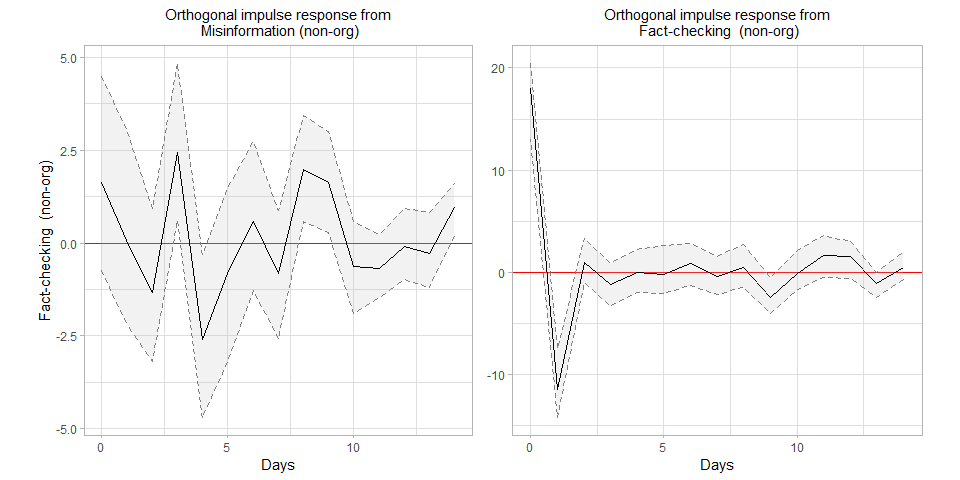 Orthogonal impulse response from
Misinformation (non-org)
Fact-checking (non-org)
5.0
2.5
0.0
-2.5
-5.0
0 5 10
Days
Orthogonal impulse response from
Fact-checking (non-org)
20
10
0
-10
0 5 10
Days